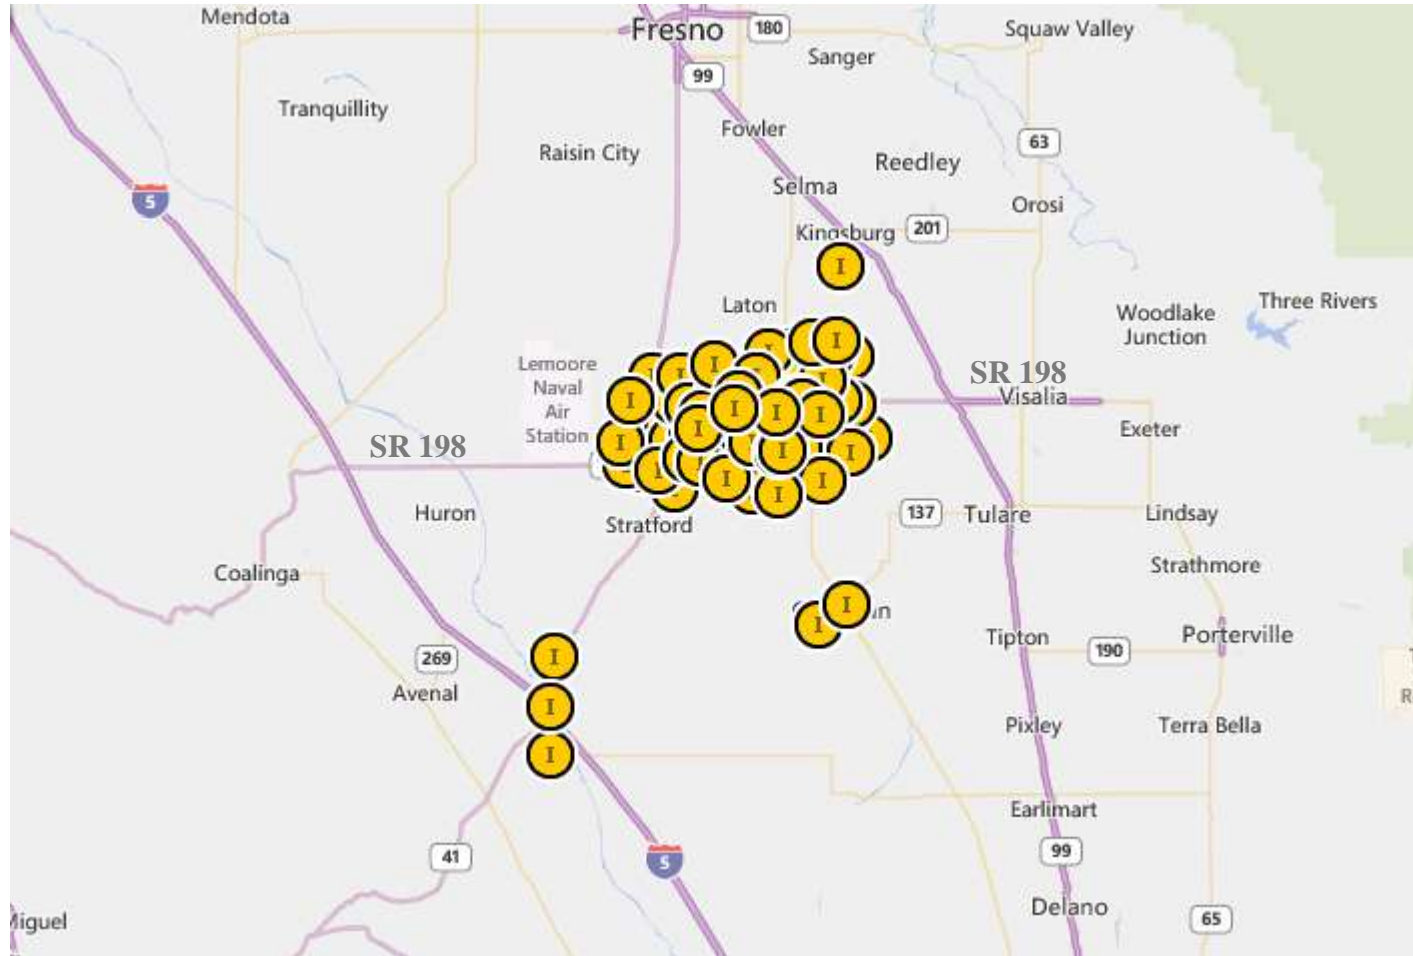 Mendota
Fresno
180
Squaw Valley
Sanger
99
Tranquillity
Fowler
63
Raisin City
Reedley
Selma
5
Orosi
Kingsburg
201
I
Laton
Woodlake
Junction
Three Rivers
Lemoore
Naval
Air
Station
I
I
SR 198
Visalia
I
I
I
I
I
Exeter
I
I
SR 198
I
I
I
I
I
I
Huron
Stratford
137
Tulare
Lindsay
Coalinga
Strathmore
I
I
Tipton
190
Porterville
269
I
Avenal
I
Pixley
Terra Bella
I
Earlimart
41
5
99
Delano
65